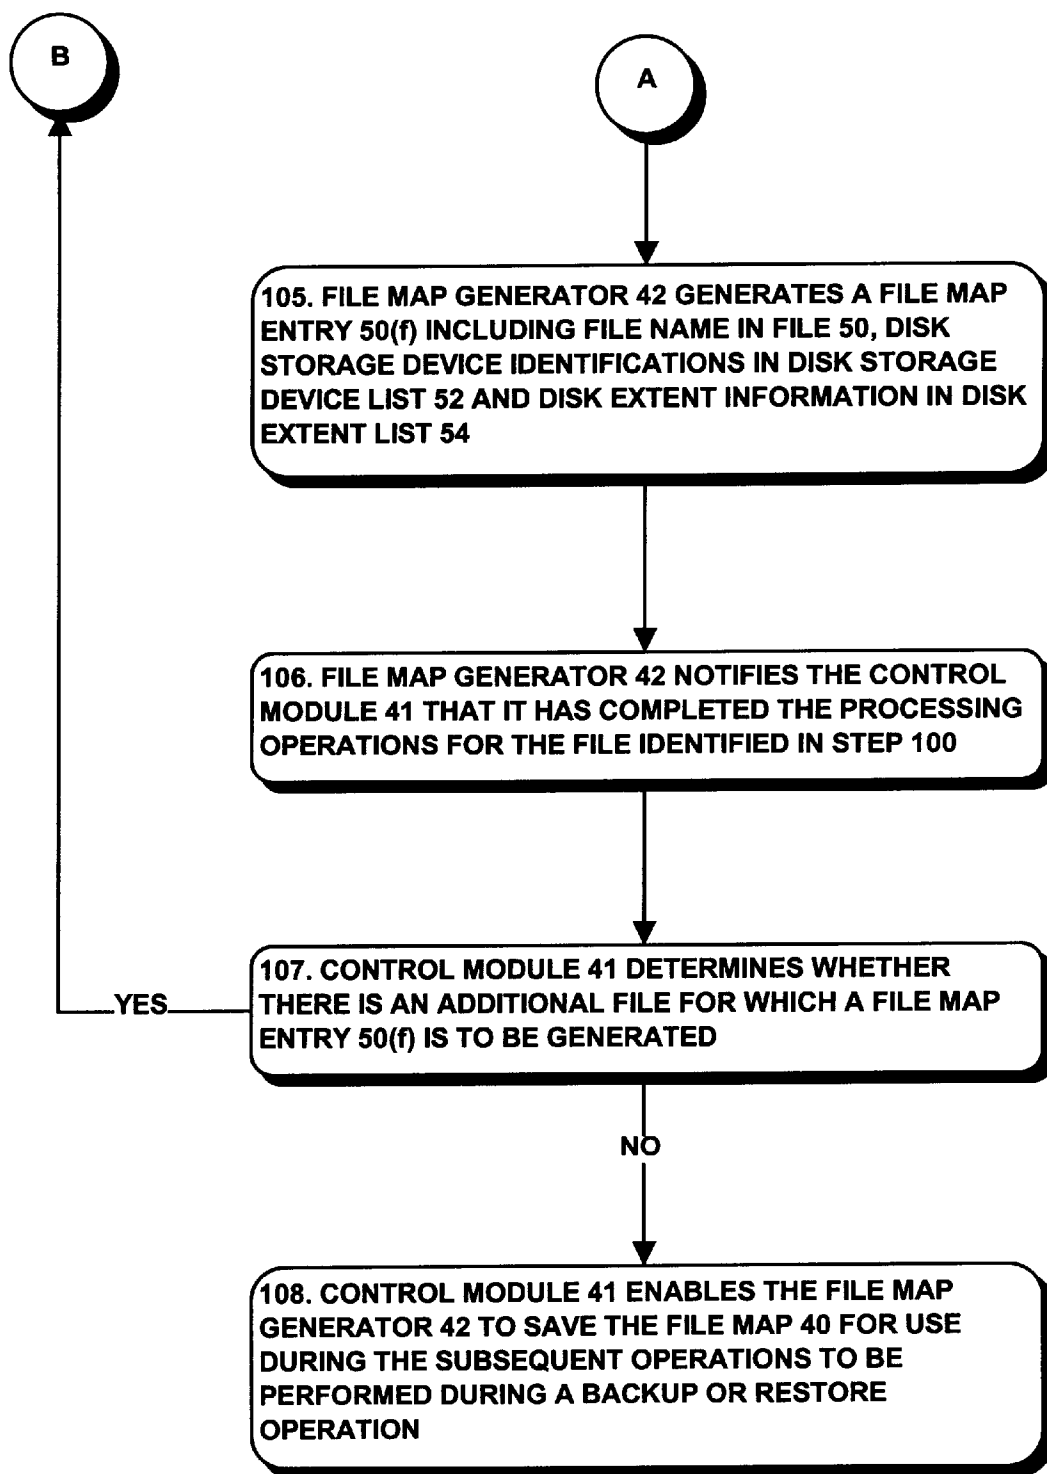 B
A
105. FILE MAP GENERATOR 42 GENERATES A FILE MAP
ENTRY 50(f) INCLUDING FILE NAME IN FILE 50, DISK
STORAGE DEVICE IDENTIFICATIONS IN DISK STORAGE
DEVICE LIST 52 AND DISK EXTENT INFORMATION IN DISK
EXTENT LIST 54
106. FILE MAP GENERATOR 42 NOTIFIES THE CONTROL
MODULE 41 THAT IT HAS COMPLETED THE PROCESSING
OPERATIONS FOR THE FILE IDENTIFIED IN STEP 100
107. CONTROL MODULE 41 DETERMINES WHETHER
THERE IS AN ADDITIONAL FILE FOR WHICH A FILE MAP
ENTRY 50(f) IS TO BE GENERATED
YES
NO
108. CONTROL MODULE 41 ENABLES THE FILE MAP
GENERATOR 42 TO SAVE THE FILE MAP 40 FOR USE
DURING THE SUBSEQUENT OPERATIONS TO BE
PERFORMED DURING A BACKUP OR RESTORE
OPERATION